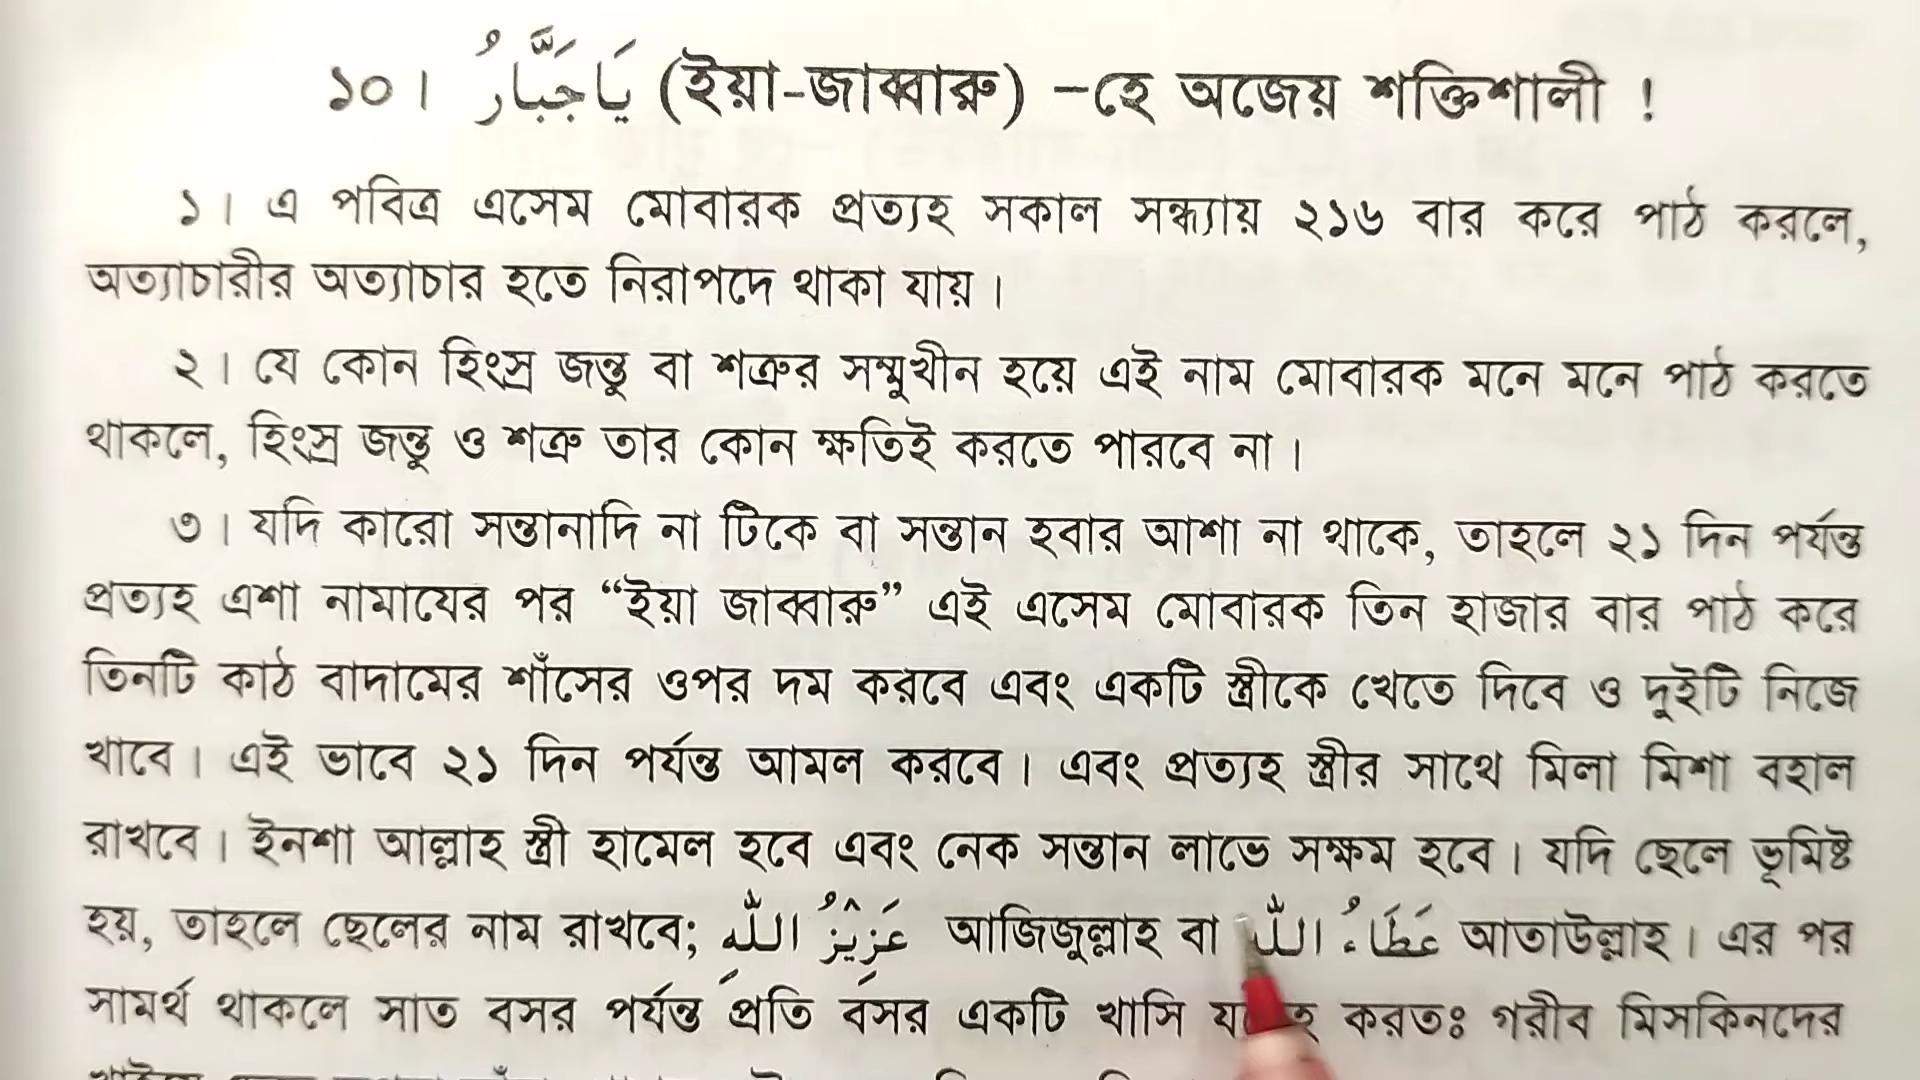 ১০। يَا جَبَّارُ (ইয়া-জাব্বারু) -হে অজেয় শক্তিশালী !
১। এ পবিত্র এসেম মোবারক প্রত্যহ সকাল সন্ধ্যায় ২১৬ বার করে পাঠ করলে,
অত্যাচারীর অত্যাচার হতে নিরাপদে থাকা যায়।
২। যে কোন হিংস্র জন্তু বা শত্রুর সম্মুখীন হয়ে এই নাম মোবারক মনে মনে পাঠ করতে
থাকলে, হিংস্র জন্তু ও শত্রু তার কোন ক্ষতিই করতে পারবে না।
৩। যদি কারো সন্তানাদি না টিকে বা সন্তান হবার আশা না থাকে, তাহলে ২১ দিন পর্যন্ত
প্রত্যহ এশা নামাযের পর “ইয়া জাব্বারু” এই এসেম মোবারক তিন হাজার বার পাঠ করে
তিনটি কাঠ বাদামের শাঁসের ওপর দম করবে এবং একটি স্ত্রীকে খেতে দিবে ও দুইটি নিজে
খাবে। এই ভাবে ২১ দিন পর্যন্ত আমল করবে। এবং প্রত্যহ স্ত্রীর সাথে মিলা মিশা বহাল
রাখবে। ইনশা আল্লাহ স্ত্রী হামেল হবে এবং নেক সন্তান লাভে সক্ষম হবে। যদি ছেলে ভূমিষ্ট
হয়, তাহলে ছেলের নাম রাখবে; عَزِيْزُ اللّٰهِ আজিজুল্লাহ বা عَطَاءُ اللّٰه আতাউল্লাহ। এর পর
সামর্থ থাকলে সাত বসর পর্যন্ত প্রতি বসর একটি খাসি করতঃ গরীব মিসকিনদের